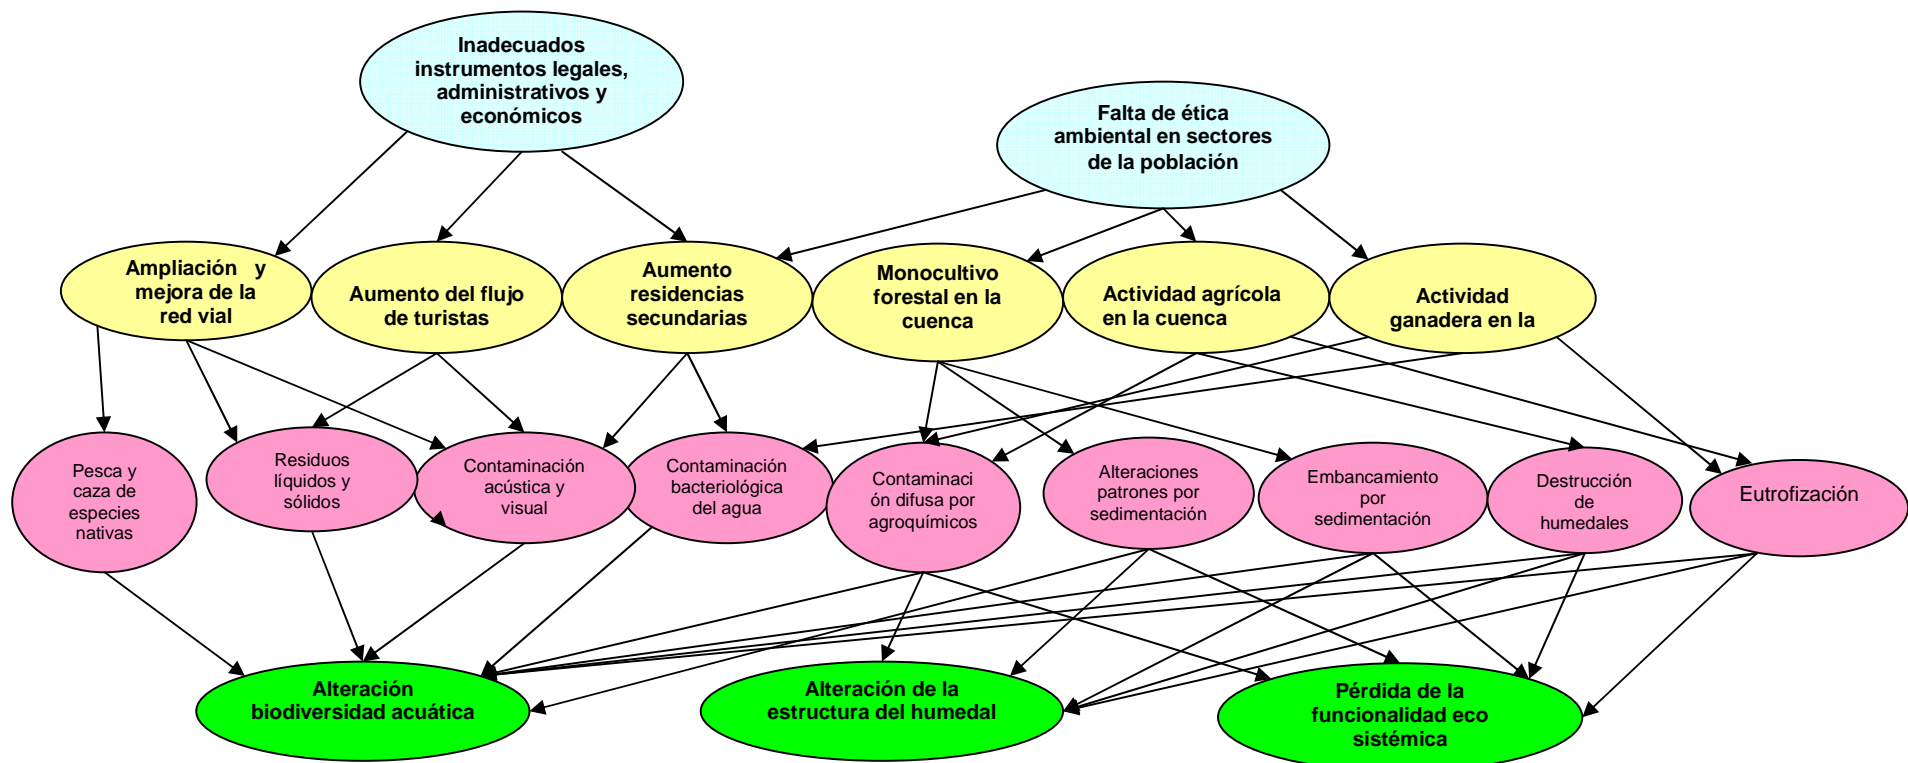 Inadecuados
instrumentos legales,
administrativos y
económicos
Falta de ética
ambiental en sectores
de la población
Ampliación y
mejora de la
red vial
Aumento del flujo
de turistas
Aumento
residencias
secundarias
Monocultivo
forestal en la
cuenca
Actividad agrícola
en la cuenca
Actividad
ganadera en la
Pesca y
caza de
especies
nativas
Residuos
líquidos y
sólidos
Contaminación
acústica y
visual
Contaminación
bacteriológica
del agua
Contaminaci
ón difusa por
agroquímicos
Alteraciones
patrones por
sedimentación
Embancamiento
por
sedimentación
Destrucción
de
humedales
Eutrofización
Alteración
biodiversidad acuática
Alteración de la
estructura del humedal
Pérdida de la
funcionalidad eco
sistémica